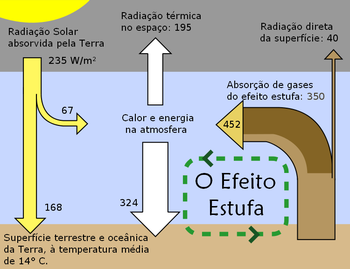 Radiação Solar
absorvida pela Terra
235 W/m²
Radiação térmica
no espaço: 195
Radiação direta
da superfície: 40
67
Calor e energia
na atmosfera
Absorção de gases
do efeito estufa: 350
452
324
168
O Efeito
Estufa
Superfície terrestre e oceânica
da Terra, à temperatura média
de 14º C.